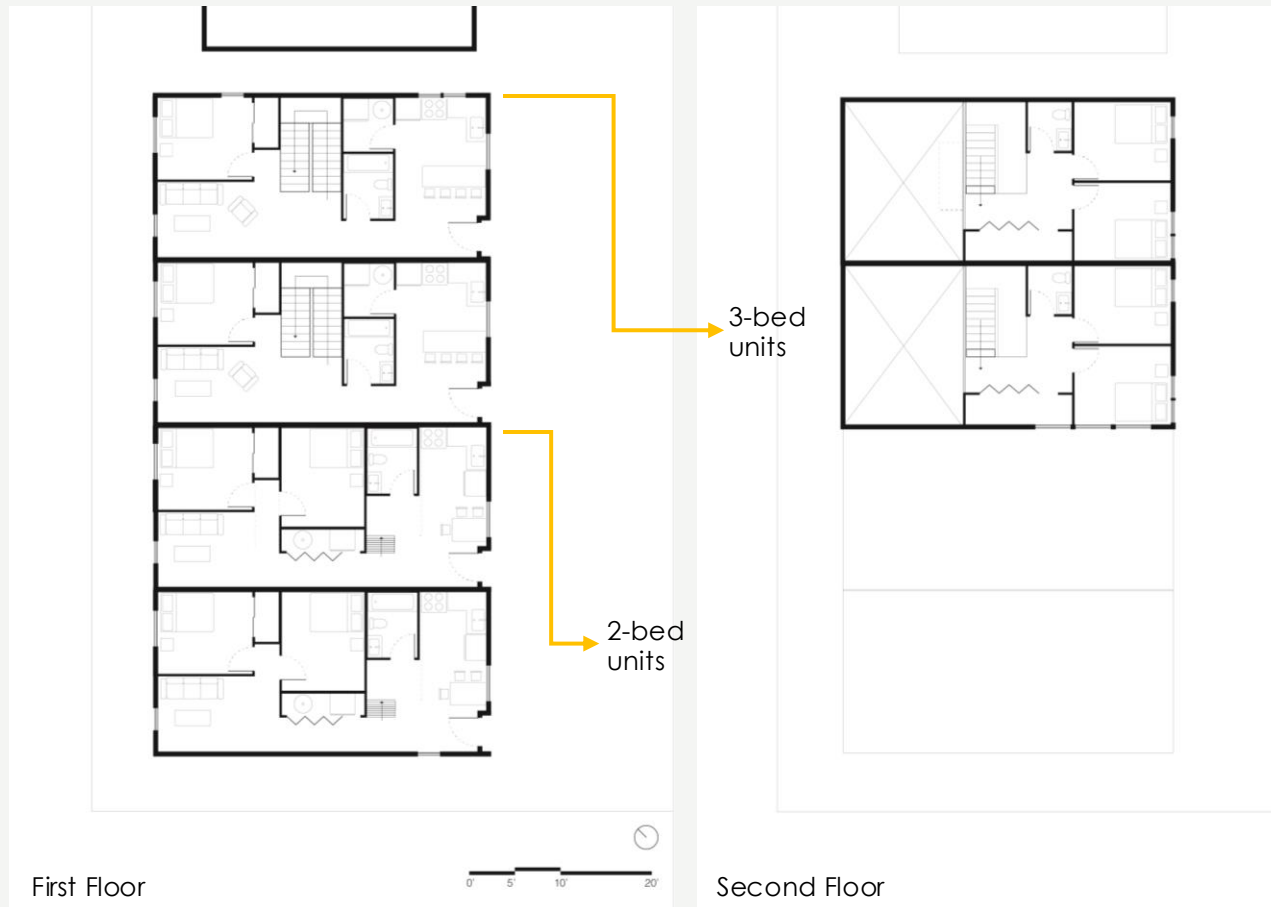 3-bed
units
2-bed
units
0'
5'
10'
20'
First Floor
Second Floor